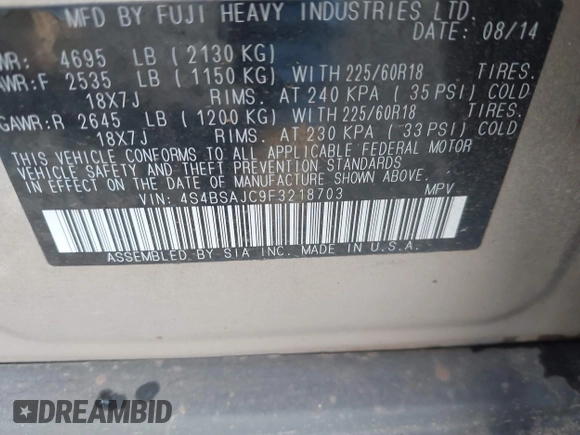 MFD BY FUJI HEAVY INDUSTRIES LTD.
DATE: 08/14
WR: 4695 LB ( 2130 KG)
AWR:F 2535 LB ( 1150 KG) WITH 225/60R18 TIRES.
18X7J RIMS. AT 240 KPA ( 35 PSI) COLD
GAWR:R 2645 LB ( 1200 KG) WITH 225/60R18 TIRES.
18X7J RIMS. AT 230 KPA ( 33 PSI) COLD
THIS VEHICLE CONFORMS TO ALL APPLICABLE FEDERAL MOTOR
VEHICLE SAFETY AND THEFT PREVENTION STANDARDS
IN EFFECT ON THE DATE OF MANUFACTURE SHOWN ABOVE.
VIN: 4S4BSAJC9F3218703 MPV
ASSEMBLED BY SIA INC. MADE IN U.S.A.
DREAMBID